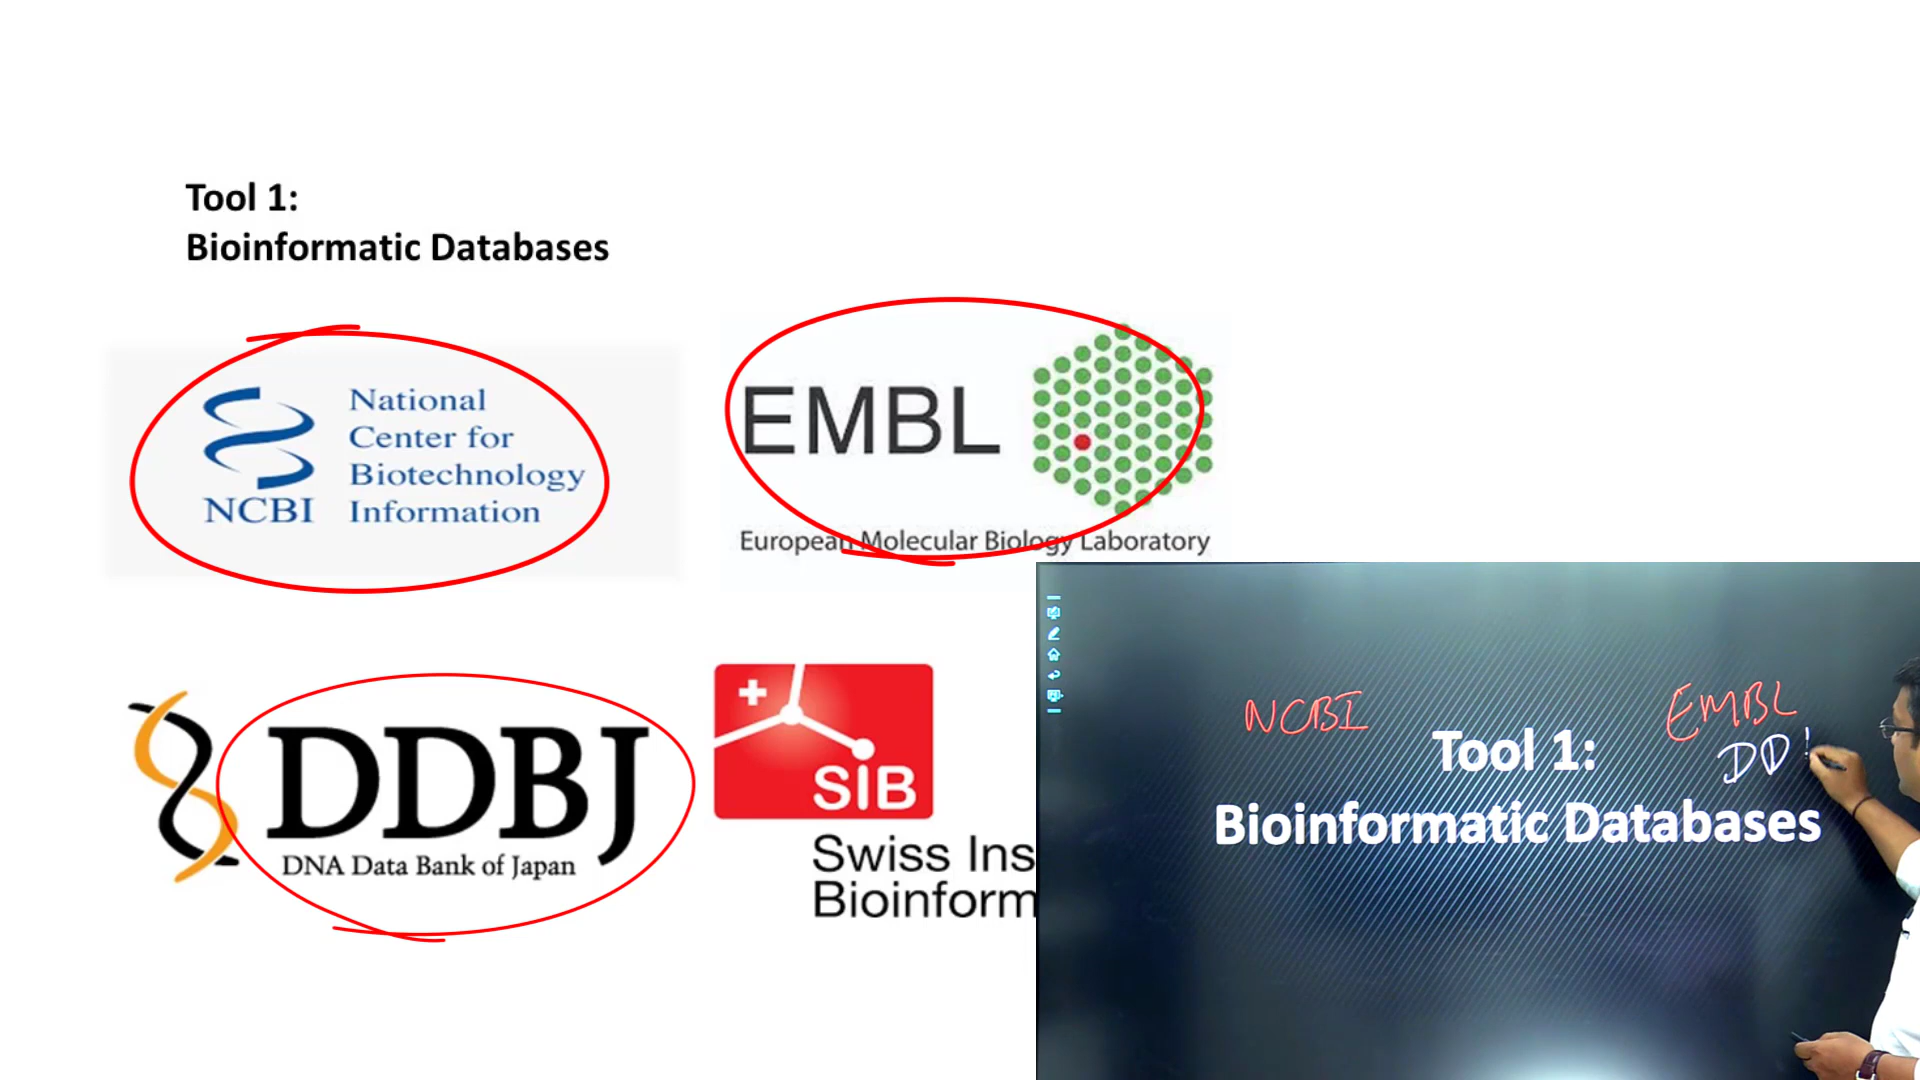 Tool 1:
Bioinformatic Databases
National
Center for
Biotechnology
Information
NCBI
EMBL
European Molecular Biology Laboratory
DDBJ
DNA Data Bank of Japan
SIB
Swiss Ins
Bioinform
NCBI
EMBL
DD
Tool 1:
Bioinformatic Databases